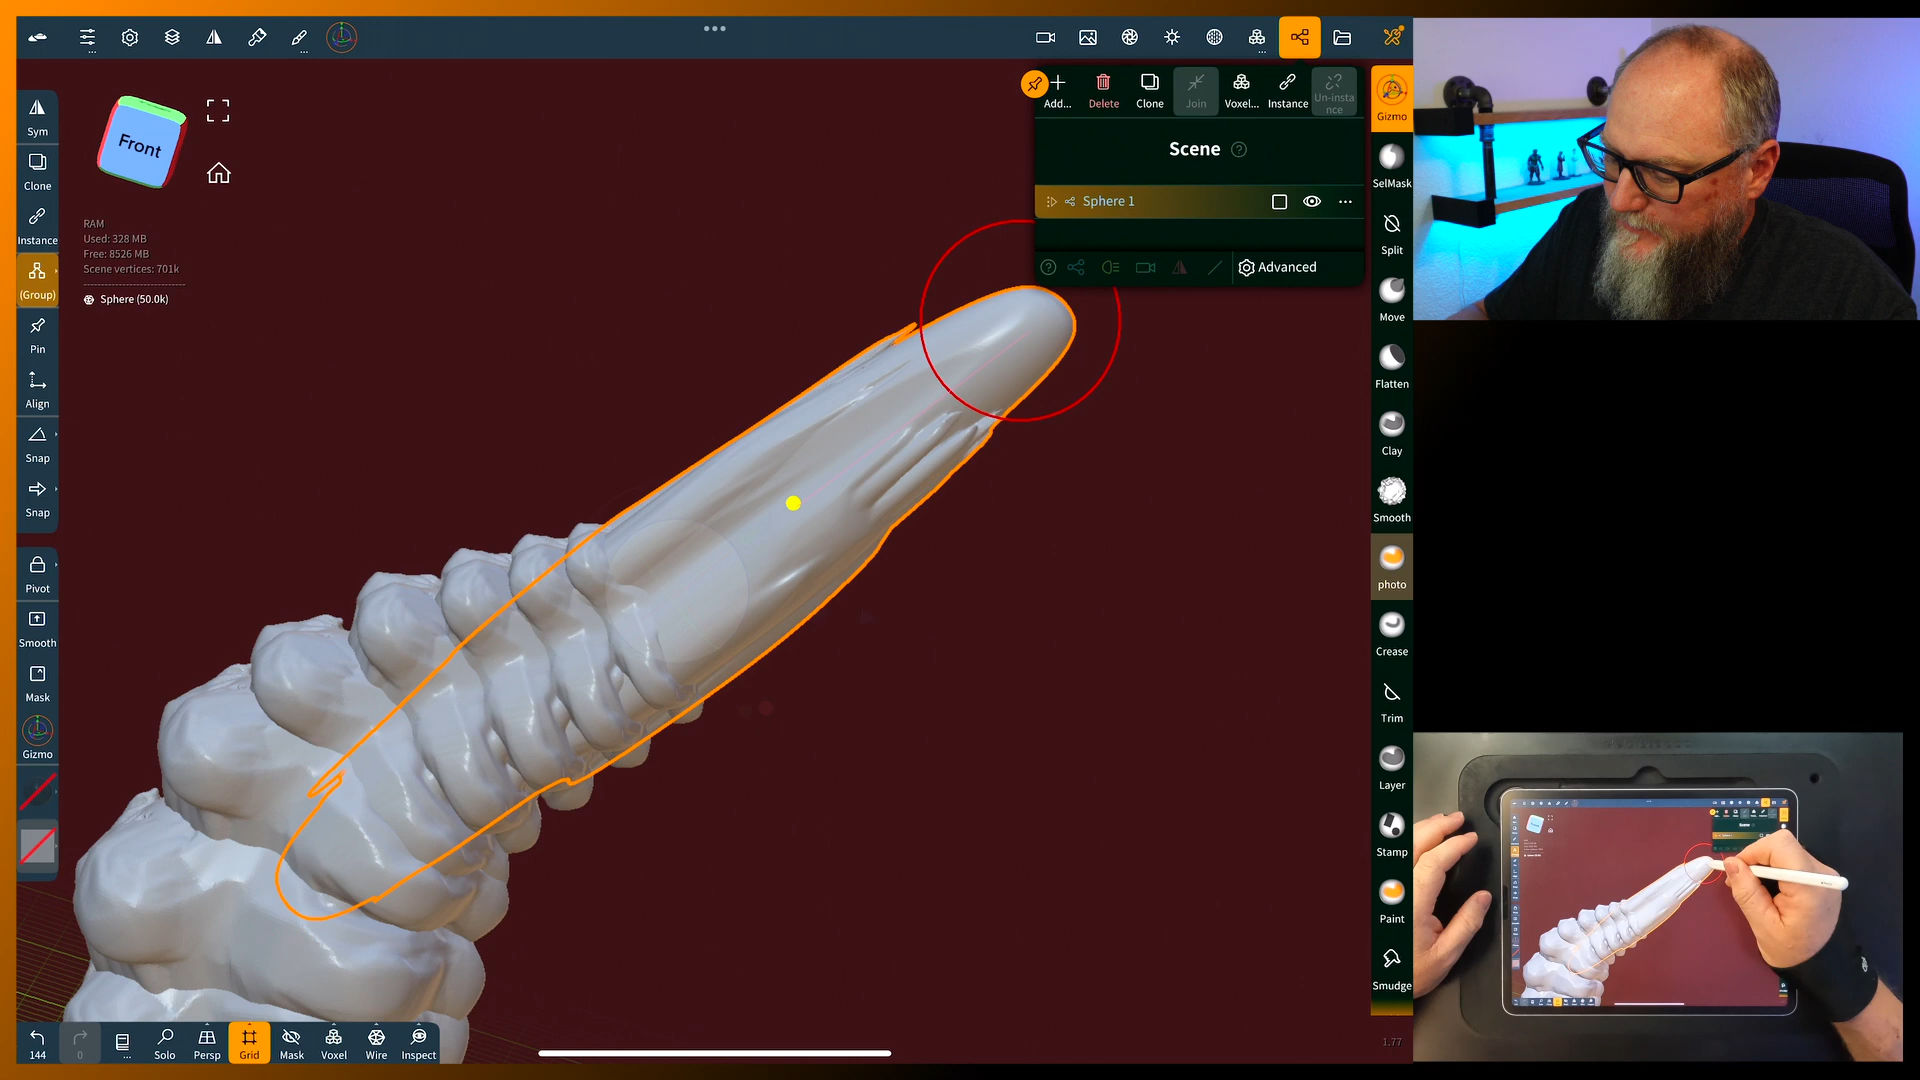 Add...
Delete
Clone
Join
Voxel...
Instance
Un-insta
nce
Scene
Sphere 1
Advanced
Front
RAM
Used: 328 MB
Free: 8526 MB
Scene vertices: 701k
Sphere (50.0k)
Sym
Clone
Instance
(Group)
Pin
Align
Snap
Snap
Pivot
Smooth
Mask
Gizmo
Gizmo
SelMask
Split
Move
Flatten
Clay
Smooth
photo
Crease
Trim
Layer
Stamp
Paint
Smudge
144
0
...
Solo
Persp
Grid
Mask
Voxel
Wire
Inspect
1.77